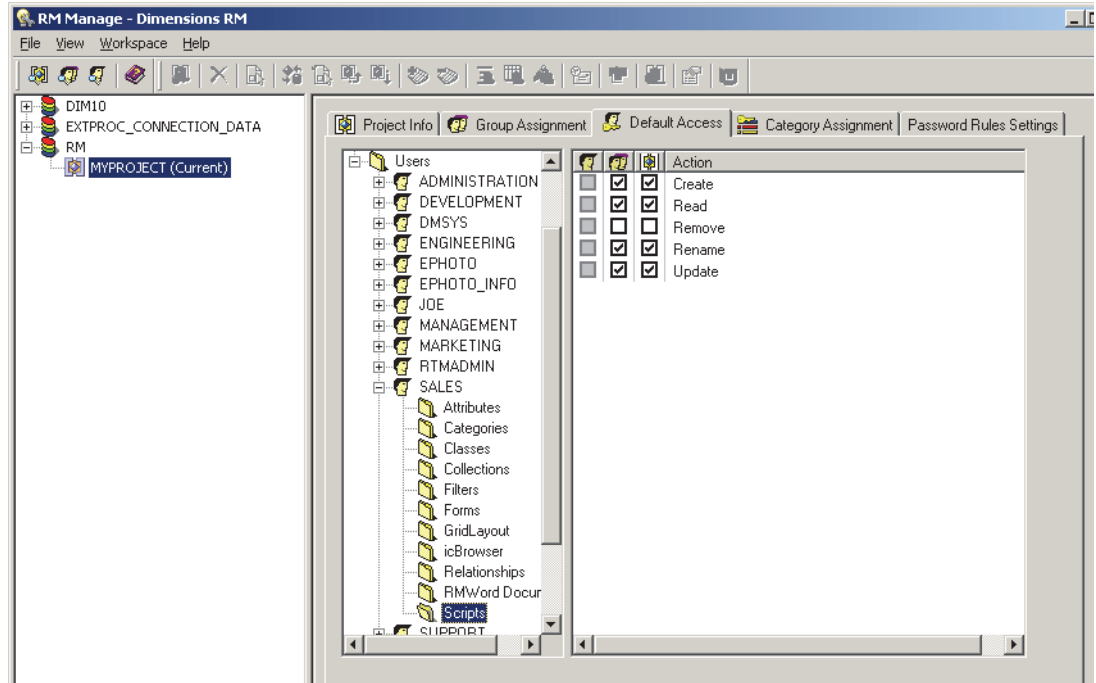 RM Manage - Dimensions RM
File View Workspace Help
DIM10
EXTPROC_CONNECTION_DATA
RM
MYPROJECT (Current)
Project Info Group Assignment Default Access Category Assignment Password Rules Settings
Users
ADMINISTRATION
DEVELOPMENT
DMSYS
ENGINEERING
EPHOTO
EPHOTO_INFO
JOE
MANAGEMENT
MARKETING
RTMADMIN
SALES
Attributes
Categories
Classes
Collections
Filters
Forms
GridLayout
icBrowser
Relationships
RMWord Docur
Scripts
SUPPORT
Action
Create
Read
Remove
Rename
Update